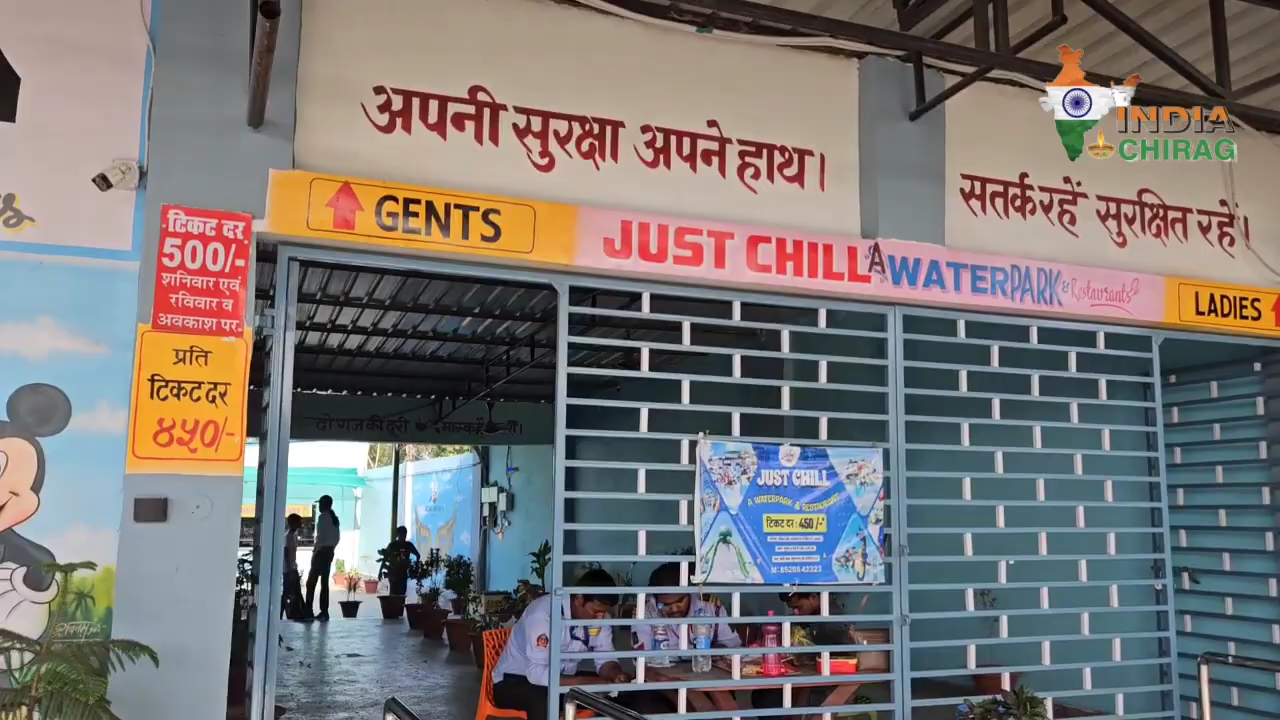 अपनी सुरक्षा अपने हाथ।
सतर्क रहें सुरक्षित रहें।
INDIA
CHIRAG
GENTS
JUST CHILL A WATERPARK & Restaurants
LADIES
टिकट दर
500/-
शनिवार एवं
रविवार व
अवकाश पर
प्रति
टिकट दर
४५०/-
दो गज की दूरी
JUST CHILL
A WATERPARK & RESTAURANT
टिकट दर : 450 /-